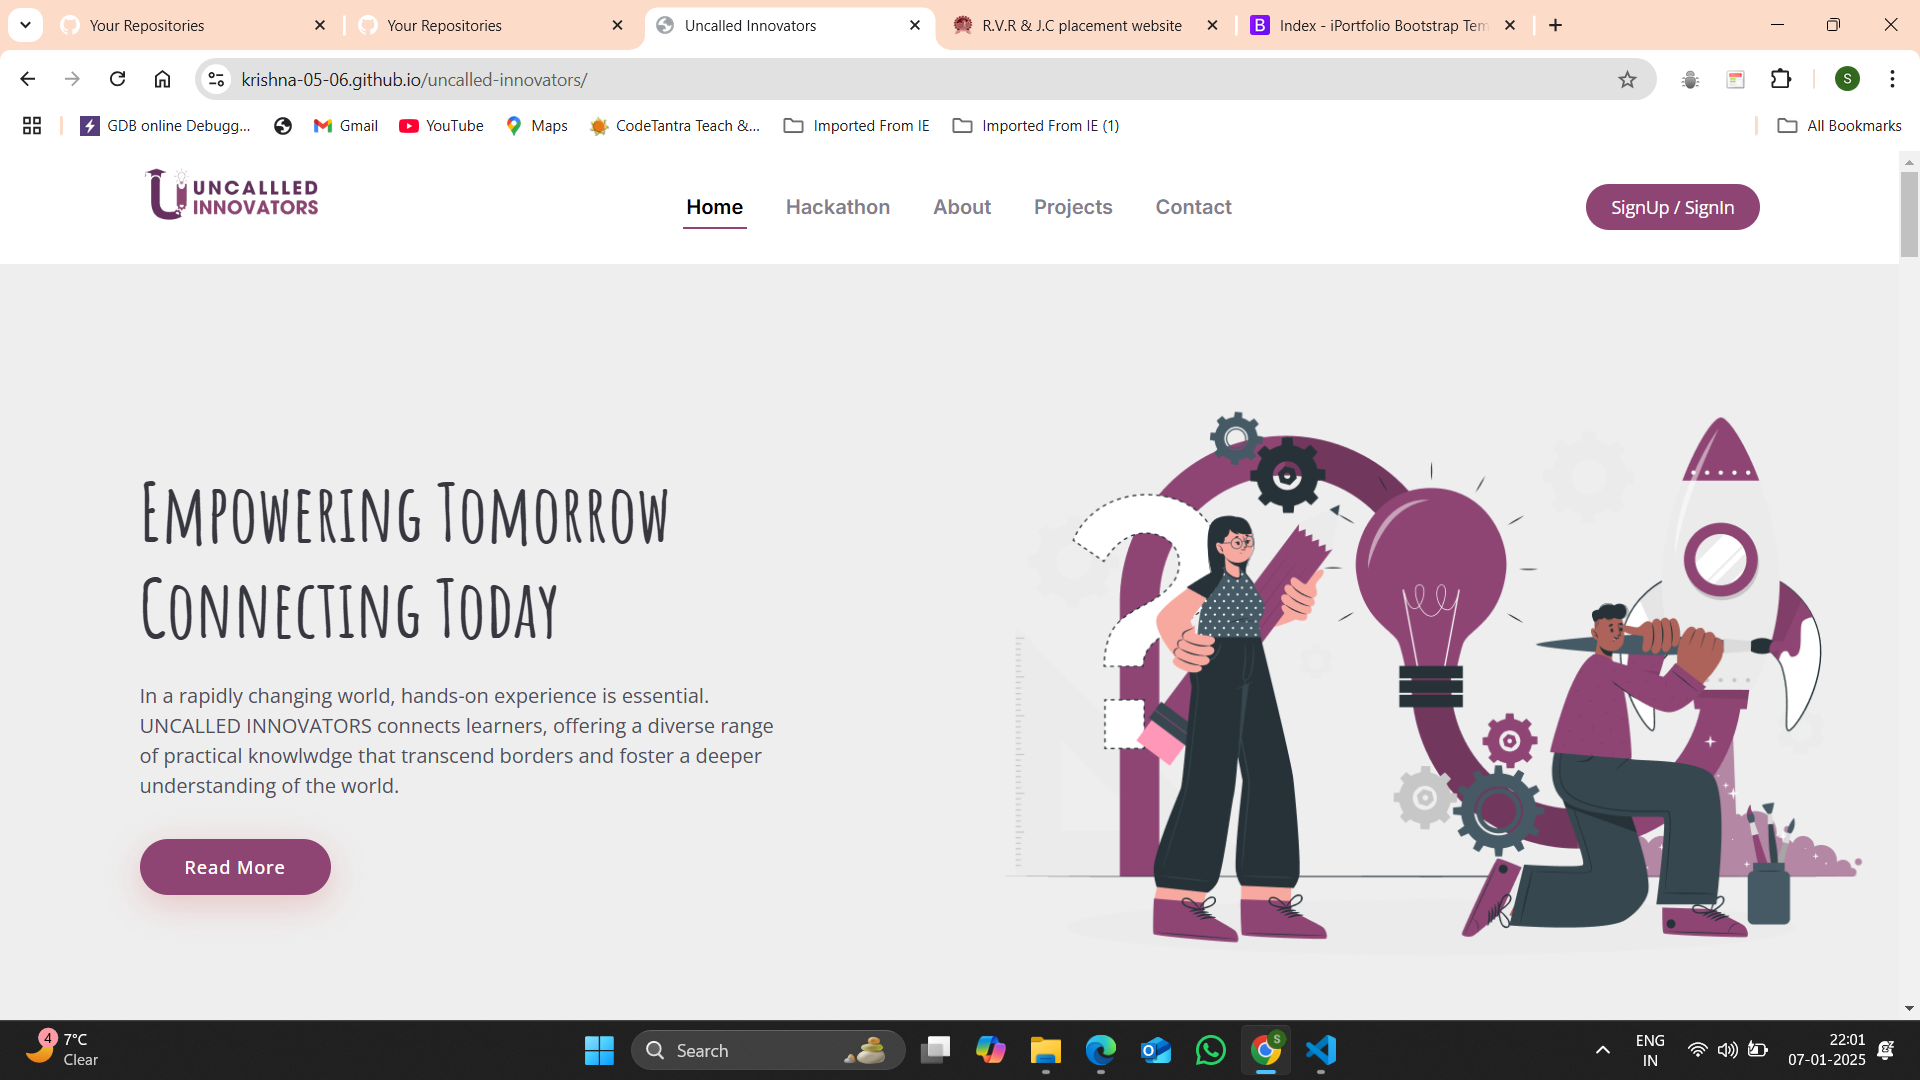 Your Repositories
Your Repositories
Uncalled Innovators
R.V.R & J.C placement website
Index - iPortfolio Bootstrap Tem
krishna-05-06.github.io/uncalled-innovators/
S
GDB online Debugg...
Gmail
YouTube
Maps
CodeTantra Teach &...
Imported From IE
Imported From IE (1)
All Bookmarks
UNCALLLED
INNOVATORS
Home
Hackathon
About
Projects
Contact
SignUp / SignIn
Empowering Tomorrow
Connecting Today
In a rapidly changing world, hands-on experience is essential.
UNCALLED INNOVATORS connects learners, offering a diverse range
of practical knowlwdge that transcend borders and foster a deeper
understanding of the world.
Read More
4
7°C
Clear
Search
S
ENG
IN
22:01
07-01-2025